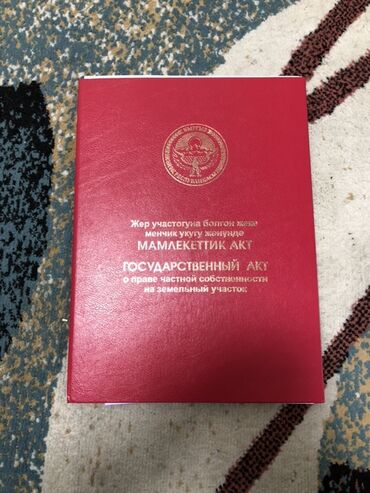 Жер участогуна болгон жеке
менчик укугу жөнүндө
МАМЛЕКЕТТИК АКТ
ГОСУДАРСТВЕННЫЙ АКТ
о праве частной собственности
на земельный участок